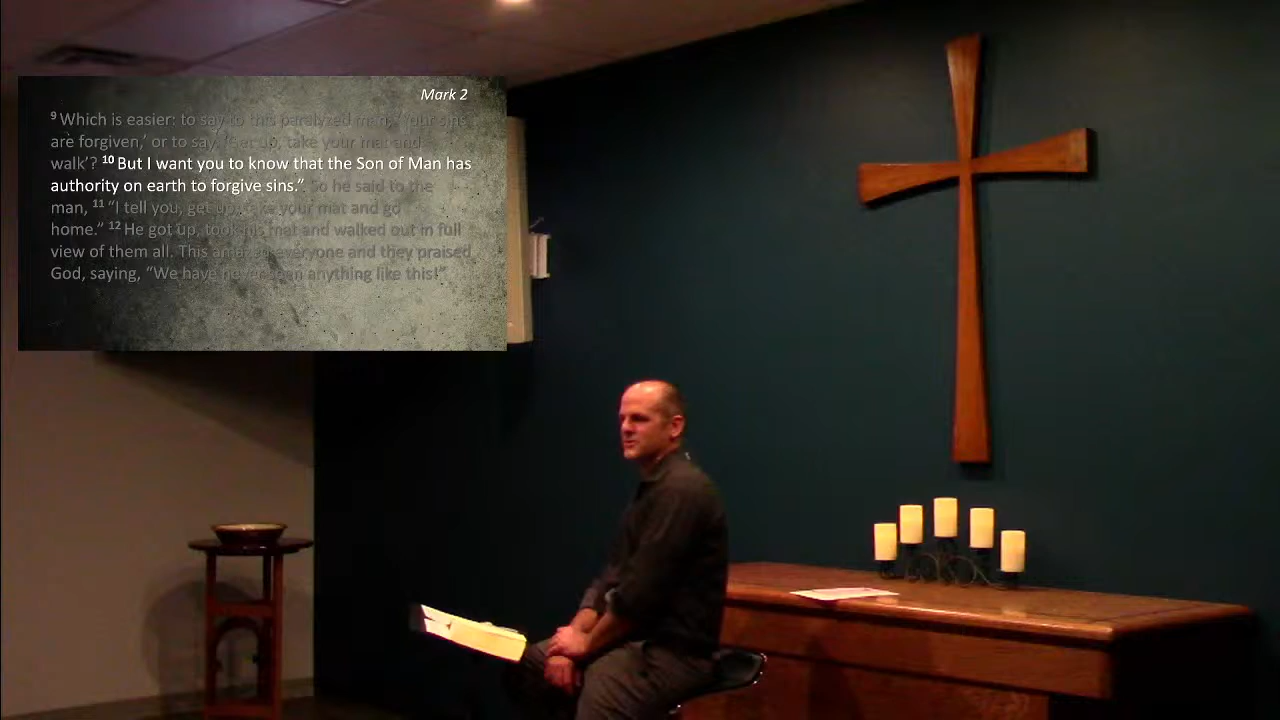 Mark 2
9 Which is easier: to say to this paralyzed man, ‘Your sins
are forgiven,’ or to say, ‘Get up, take your mat and
walk’? 10 But I want you to know that the Son of Man has
authority on earth to forgive sins.” So he said to the
man, 11 “I tell you, get up, take your mat and go
home.” 12 He got up, took his mat and walked out in full
view of them all. This amazed everyone and they praised
God, saying, “We have never seen anything like this!”